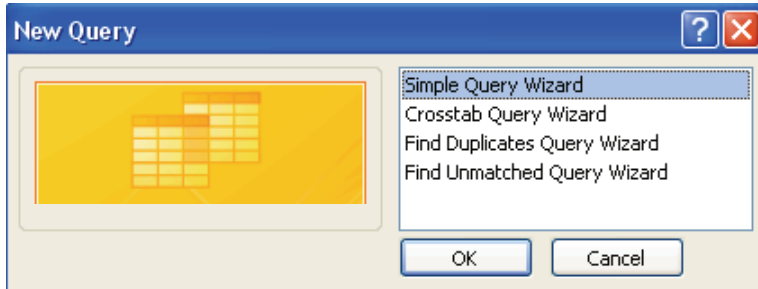 New Query
Simple Query Wizard
Crosstab Query Wizard
Find Duplicates Query Wizard
Find Unmatched Query Wizard
OK Cancel